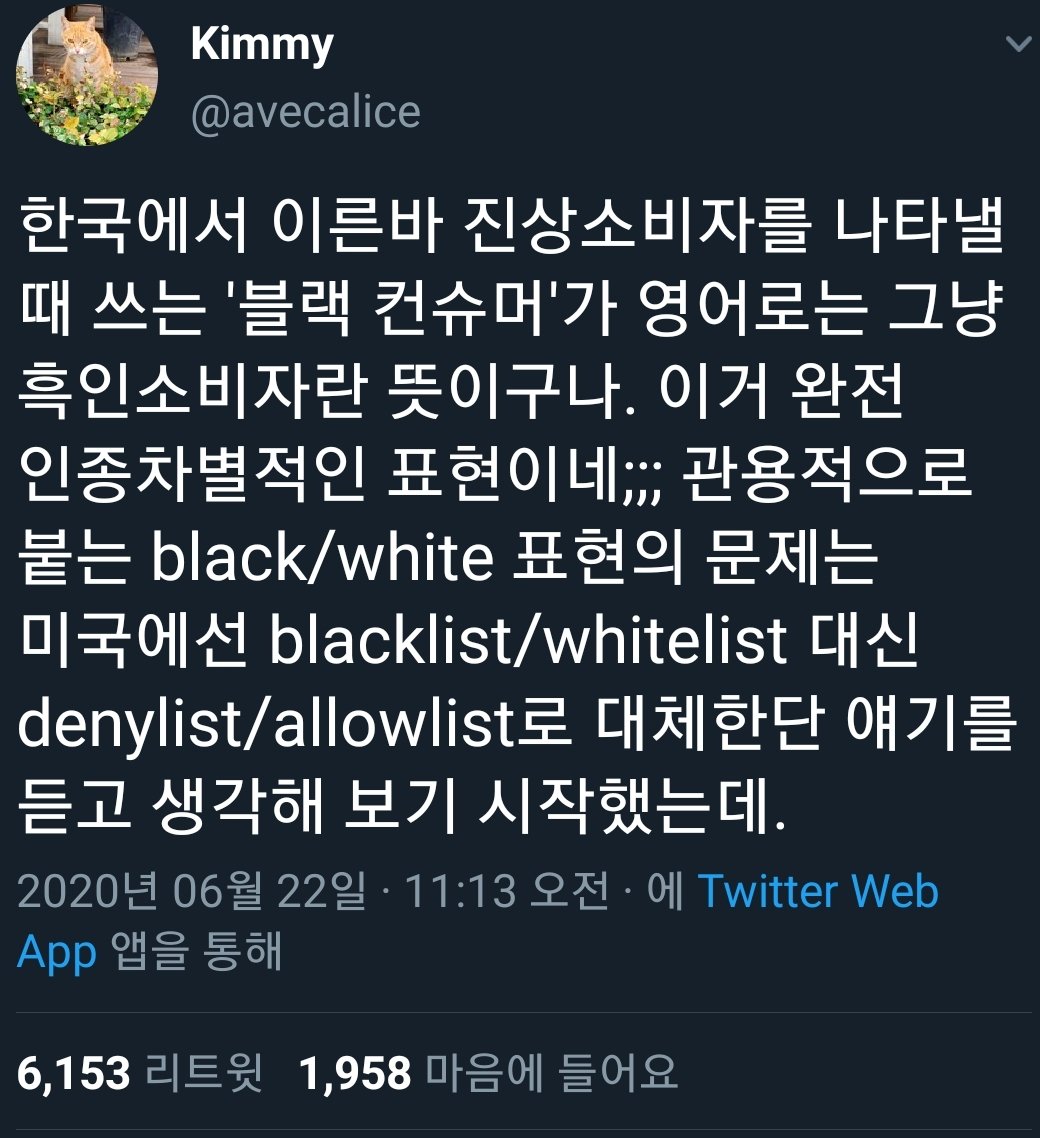 Kimmy
@avecalice
한국에서 이른바 진상소비자를 나타낼
때 쓰는 '블랙 컨슈머'가 영어로는 그냥
흑인소비자란 뜻이구나. 이거 완전
인종차별적인 표현이네;;; 관용적으로
붙는 black/white 표현의 문제는
미국에선 blacklist/whitelist 대신
denylist/allowlist로 대체한단 얘기를
듣고 생각해 보기 시작했는데.
2020년 06월 22일 · 11:13 오전 · 에 Twitter Web
App 앱을 통해
6,153 리트윗 1,958 마음에 들어요